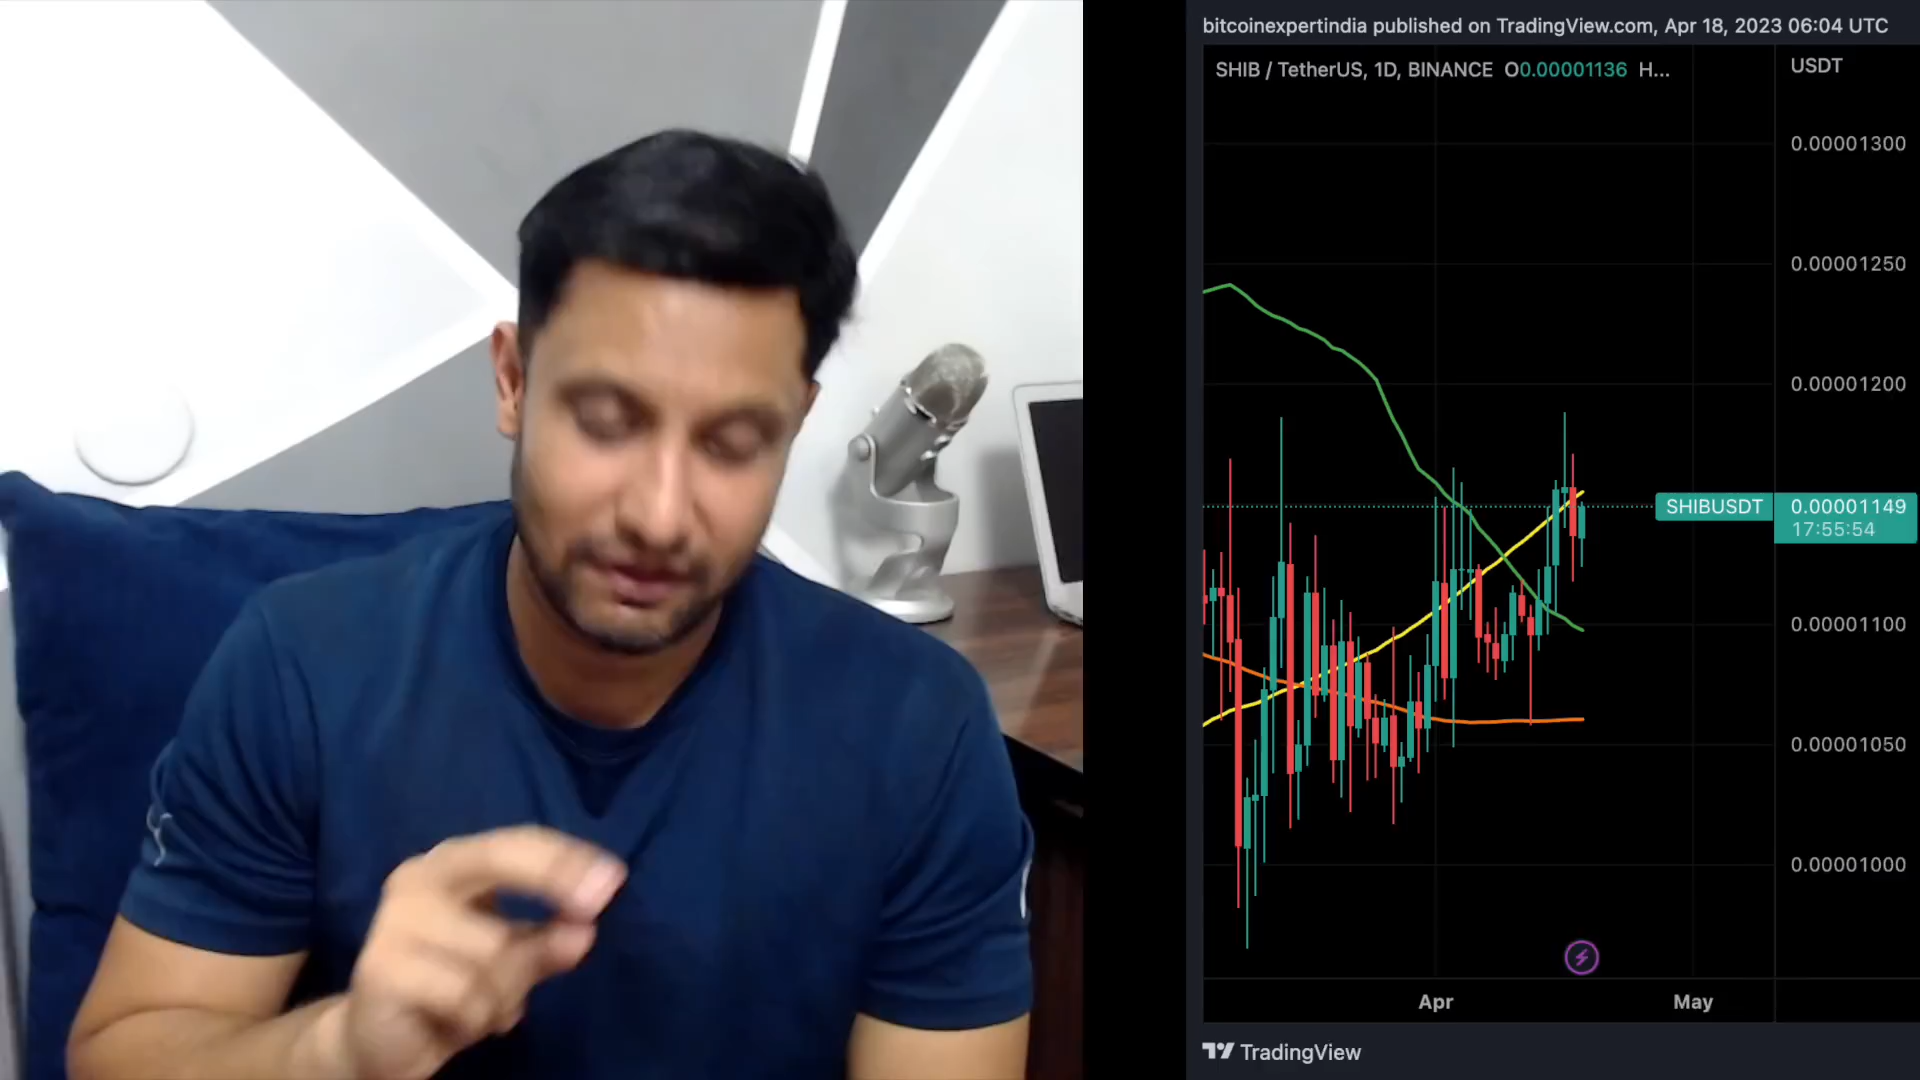 bitcoinexpertindia published on TradingView.com, Apr 18, 2023 06:04 UTC
SHIB / TetherUS, 1D, BINANCE O0.00001136 H...
USDT
0.00001300
0.00001250
0.00001200
SHIBUSDT 0.00001149
17:55:54
0.00001100
0.00001050
0.00001000
Apr May
TradingView